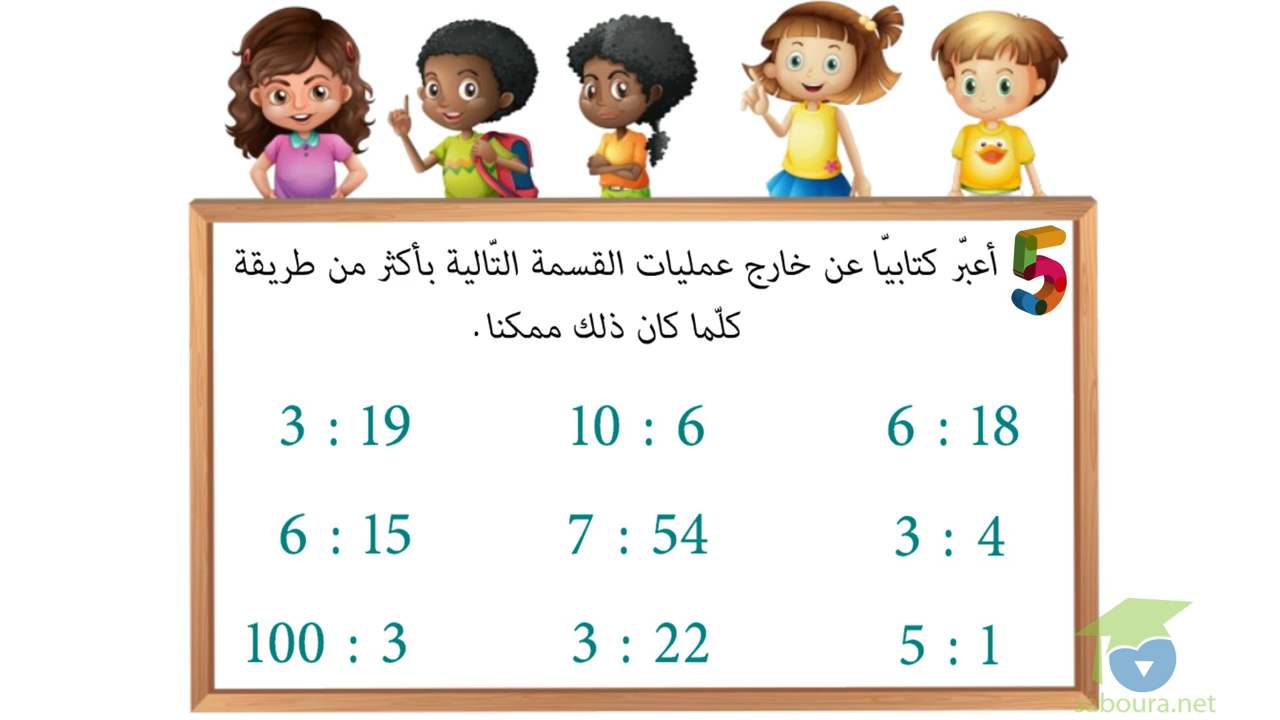 5 أعبّر كتابيّا عن خارج عمليات القسمة التّالية بأكثر من طريقة
كلّما كان ذلك ممكنا.
6 : 18
10 : 6
3 : 19
3 : 4
7 : 54
6 : 15
5 : 1
3 : 22
100 : 3
saboura.net